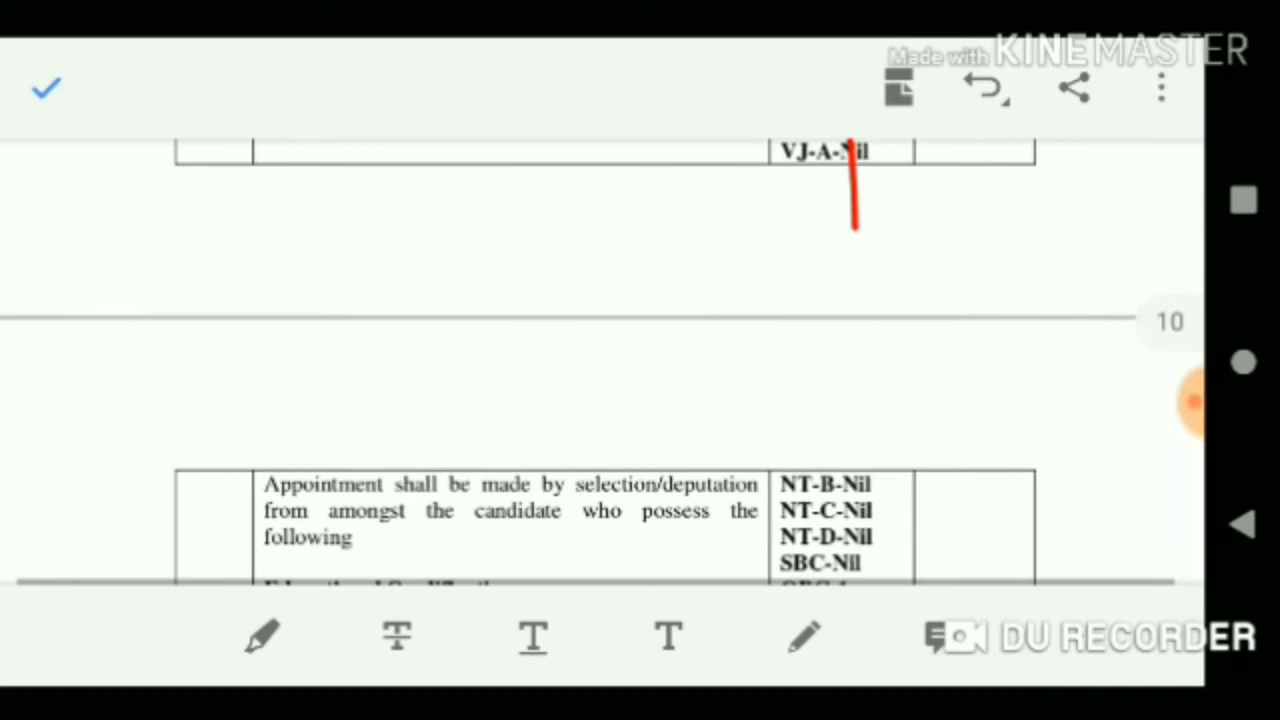 Made with KINEMASTER
VJ-A-Nil
10
Appointment shall be made by selection/deputation
from amongst the candidate who possess the
following
NT-B-Nil
NT-C-Nil
NT-D-Nil
SBC-Nil
DU RECORDER